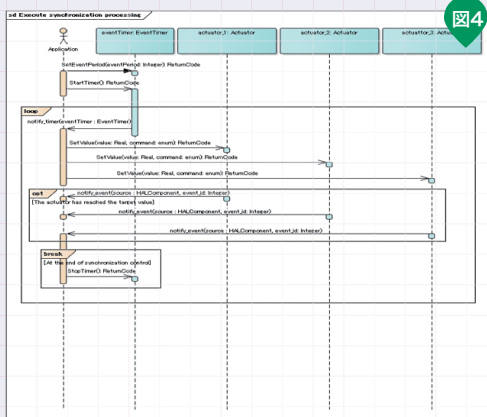 sd Execute synchronization processing
図4
Application
eventTimer: EventTimer
actuator_1: Actuator
actuator_2: Actuator
actuator_3: Actuator
SetEventPeriod(eventPeriod: Integer): ReturnCode
StartTimer(): ReturnCode
loop
notify_timer(eventTimer : EventTimer)
SetValue(value: Real, command: enum): ReturnCode
SetValue(value: Real, command: enum): ReturnCode
SetValue(value: Real, command: enum): ReturnCode
opt
notify_event(source : HALComponent, event_id: Integer)
[The actuator has reached the target value]
notify_event(source : HALComponent, event_id: Integer)
notify_event(source : HALComponent, event_id: Integer)
break
[At the end of synchronization control]
StopTimer(): ReturnCode